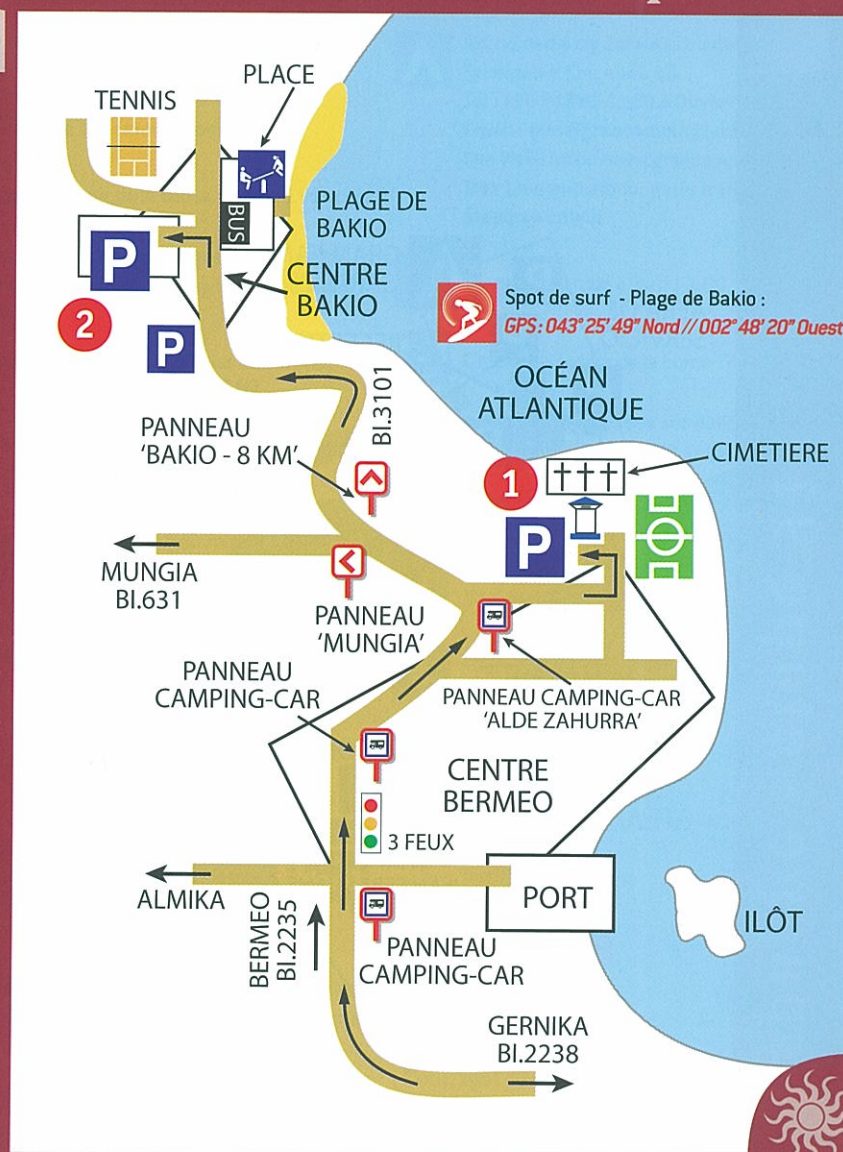 PLACE
TENNIS
PLAGE DE
BAKIO
BUS
P
CENTRE
BAKIO
2
P
Spot de surf - Plage de Bakio :
GPS : 043° 25' 49" Nord // 002° 48' 20" Ouest
OCÉAN
ATLANTIQUE
BI.3101
PANNEAU
'BAKIO - 8 KM'
CIMETIERE
1
P
MUNGIA
BI.631
PANNEAU
'MUNGIA'
PANNEAU
CAMPING-CAR
PANNEAU CAMPING-CAR
'ALDE ZAHURRA'
CENTRE
BERMEO
3 FEUX
ALMIKA
PORT
BERMEO
BI.2235
ILÔT
PANNEAU
CAMPING-CAR
GERNIKA
BI.2238